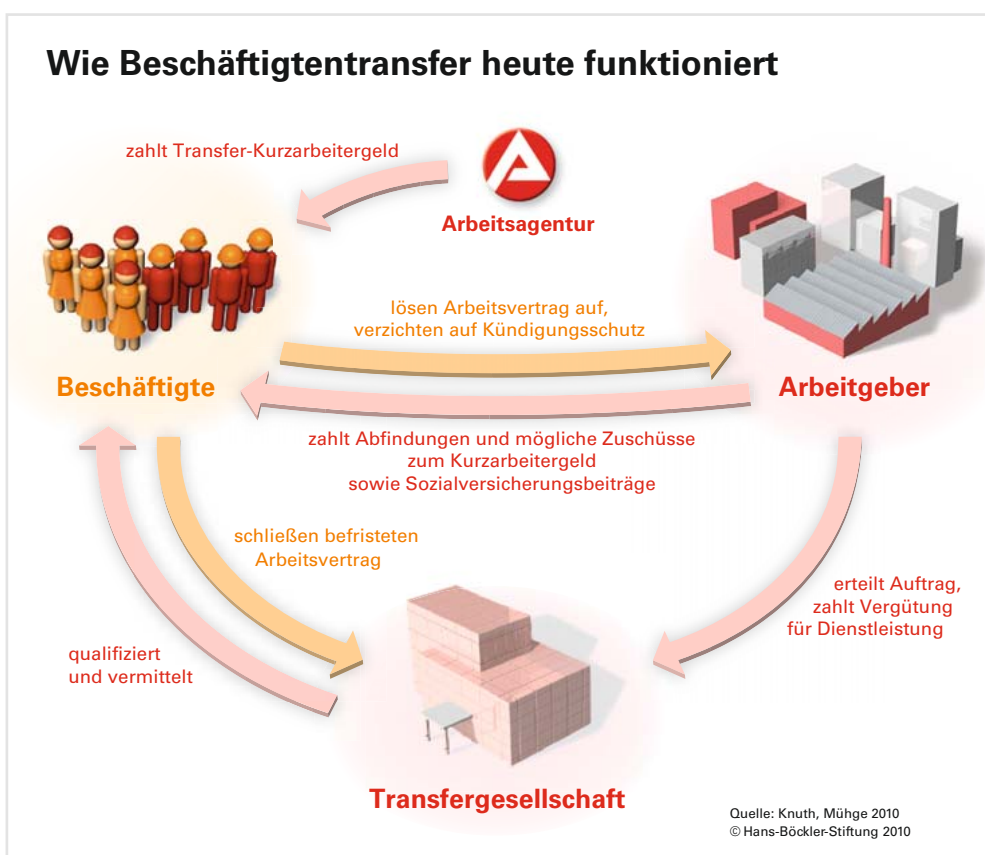 Wie Beschäftigtentransfer heute funktioniert
zahlt Transfer-Kurzarbeitergeld
Arbeitsagentur
lösen Arbeitsvertrag auf,
verzichten auf Kündigungsschutz
Beschäftigte
Arbeitgeber
zahlt Abfindungen und mögliche Zuschüsse
zum Kurzarbeitergeld
sowie Sozialversicherungsbeiträge
schließen befristeten
Arbeitsvertrag
erteilt Auftrag,
zahlt Vergütung
für Dienstleistung
qualifiziert
und vermittelt
Transfergesellschaft
Quelle: Knuth, Mühge 2010
© Hans-Böckler-Stiftung 2010